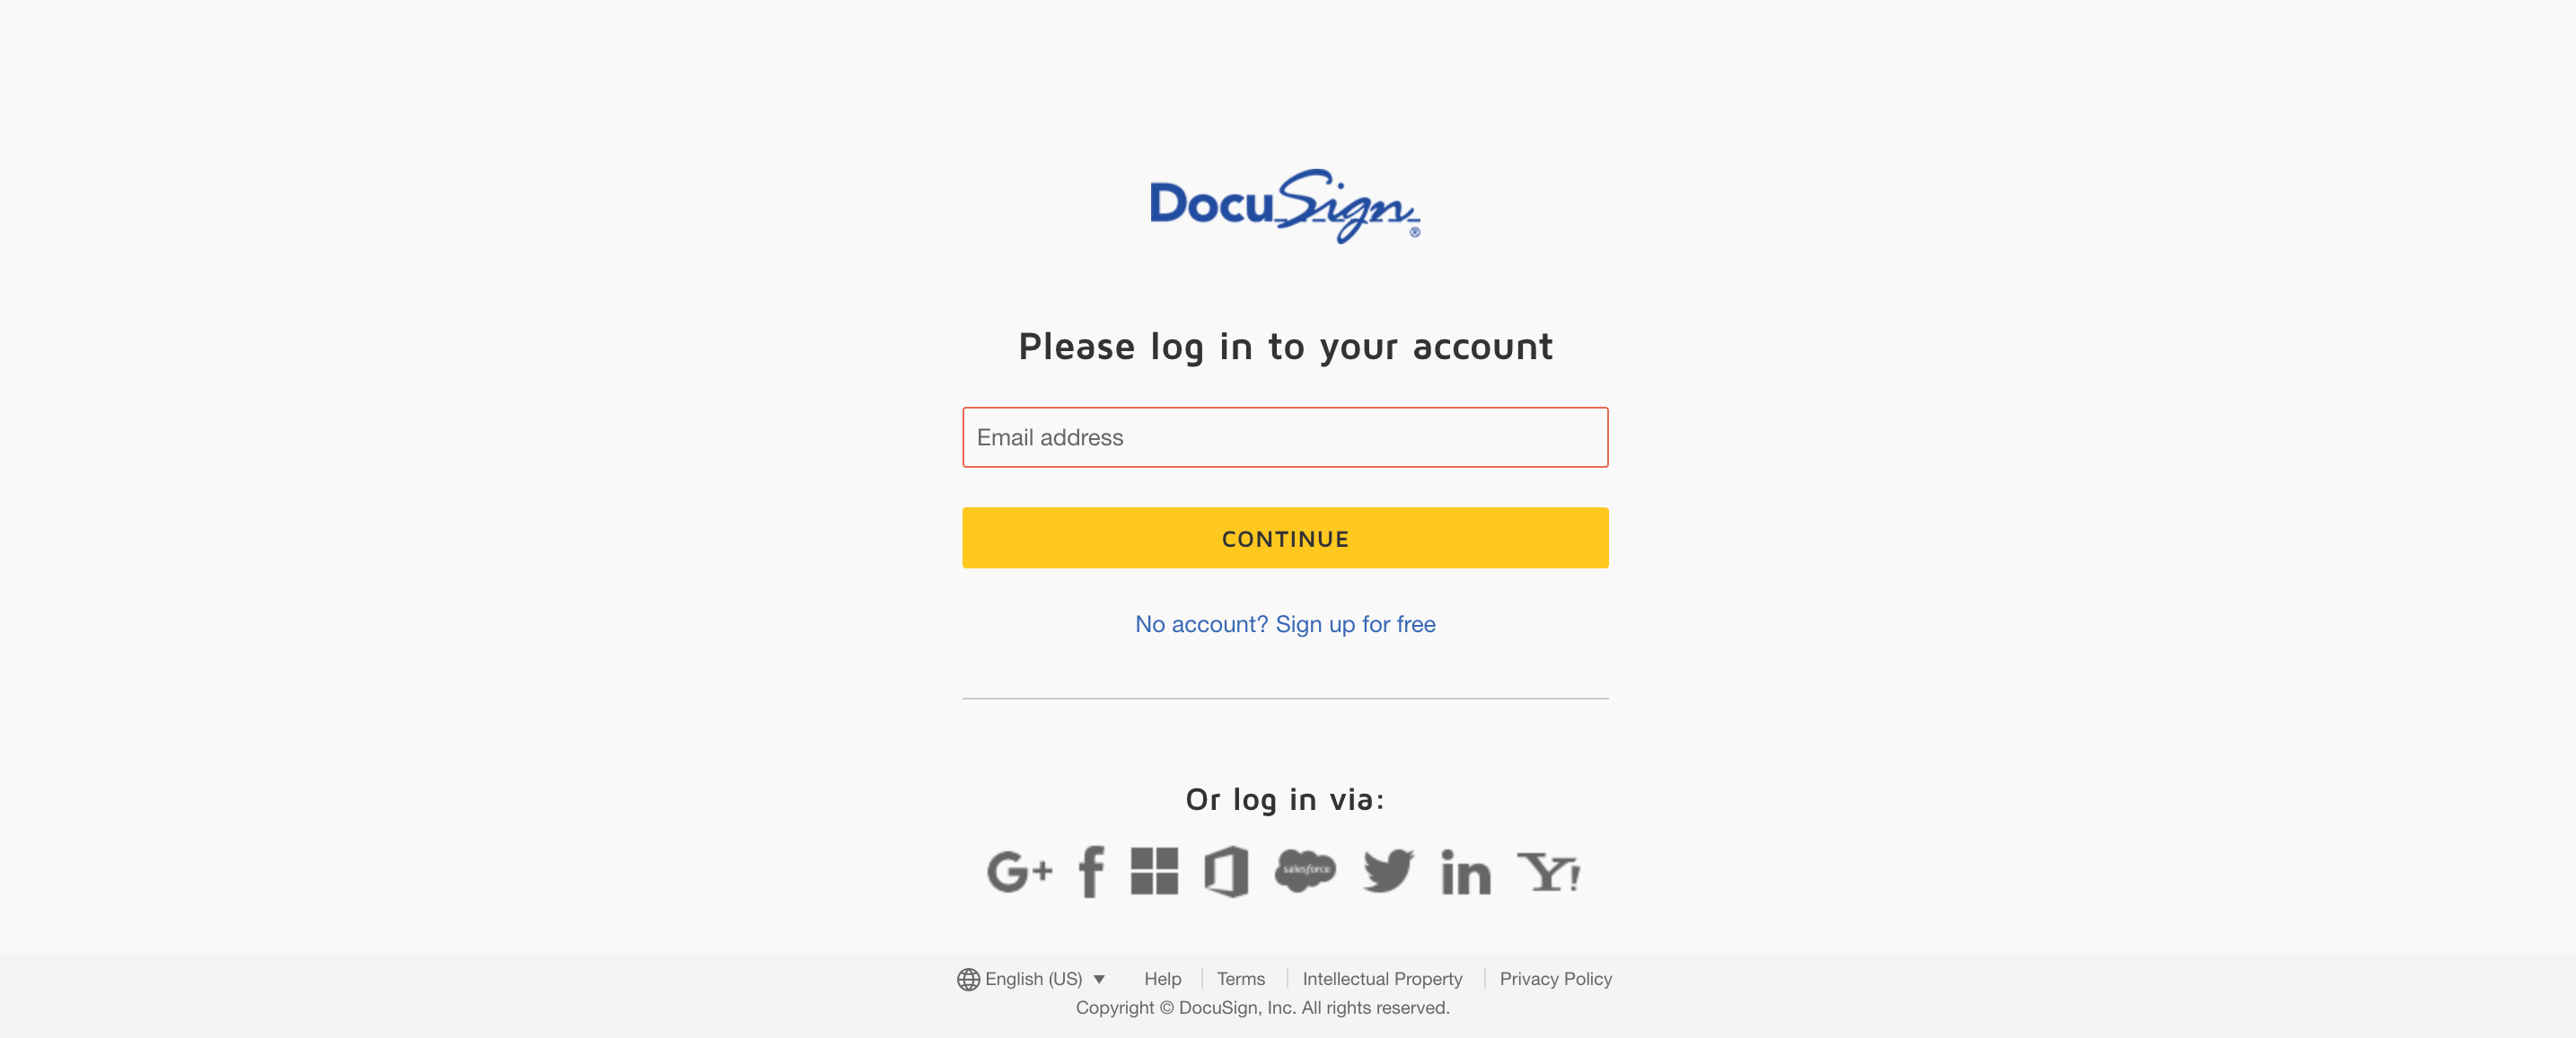 DocuSign®
Please log in to your account
Email address
CONTINUE
No account? Sign up for free
Or log in via:
G+ f salesforce in Y!
English (US) Help Terms Intellectual Property Privacy Policy
Copyright © DocuSign, Inc. All rights reserved.